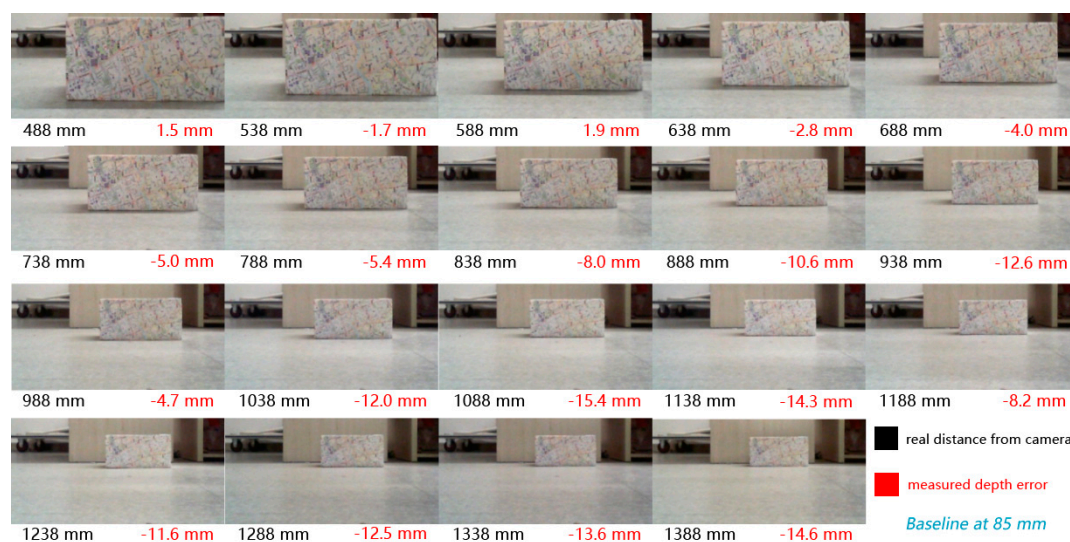 488 mm 1.5 mm 538 mm -1.7 mm 588 mm 1.9 mm 638 mm -2.8 mm 688 mm -4.0 mm
738 mm -5.0 mm 788 mm -5.4 mm 838 mm -8.0 mm 888 mm -10.6 mm 938 mm -12.6 mm
988 mm -4.7 mm 1038 mm -12.0 mm 1088 mm -15.4 mm 1138 mm -14.3 mm 1188 mm -8.2 mm
real distance from camera
measured depth error
Baseline at 85 mm
1238 mm -11.6 mm 1288 mm -12.5 mm 1338 mm -13.6 mm 1388 mm -14.6 mm